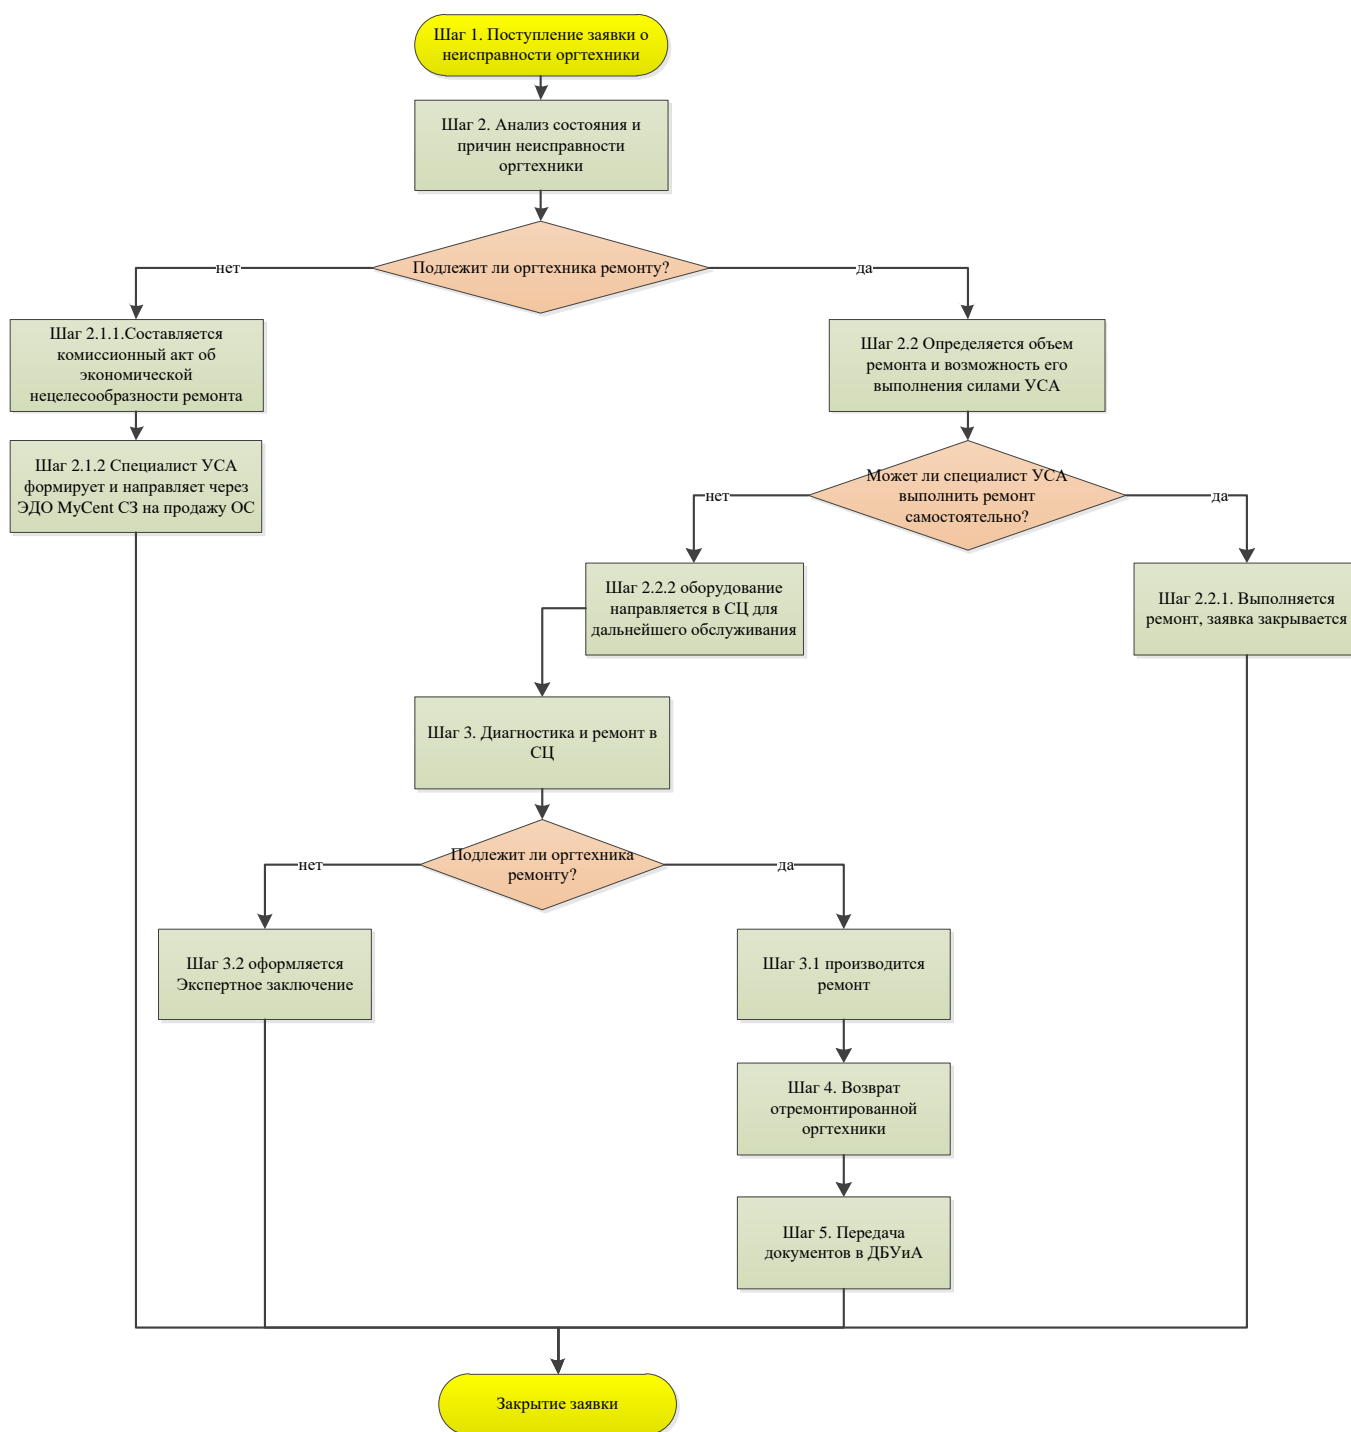 Шаг 1. Поступление заявки о
неисправности оргтехники
Шаг 2. Анализ состояния и
причин неисправности
оргтехники
Подлежит ли оргтехника ремонту?
нет
да
Шаг 2.1.1.Составляется
комиссионный акт об
экономической
нецелесообразности ремонта
Шаг 2.2 Определяется объем
ремонта и возможность его
выполнения силами УСА
Шаг 2.1.2 Специалист УСА
формирует и направляет через
ЭДО MyCent СЗ на продажу ОС
Может ли специалист УСА
выполнить ремонт
самостоятельно?
нет
да
Шаг 2.2.2 оборудование
направляется в СЦ для
дальнейшего обслуживания
Шаг 2.2.1. Выполняется
ремонт, заявка закрывается
Шаг 3. Диагностика и ремонт в
СЦ
Подлежит ли оргтехника
ремонту?
нет
да
Шаг 3.2 оформляется
Экспертное заключение
Шаг 3.1 производится
ремонт
Шаг 4. Возврат
отремонтированной
оргтехники
Шаг 5. Передача
документов в ДБУиА
Закрытие заявки